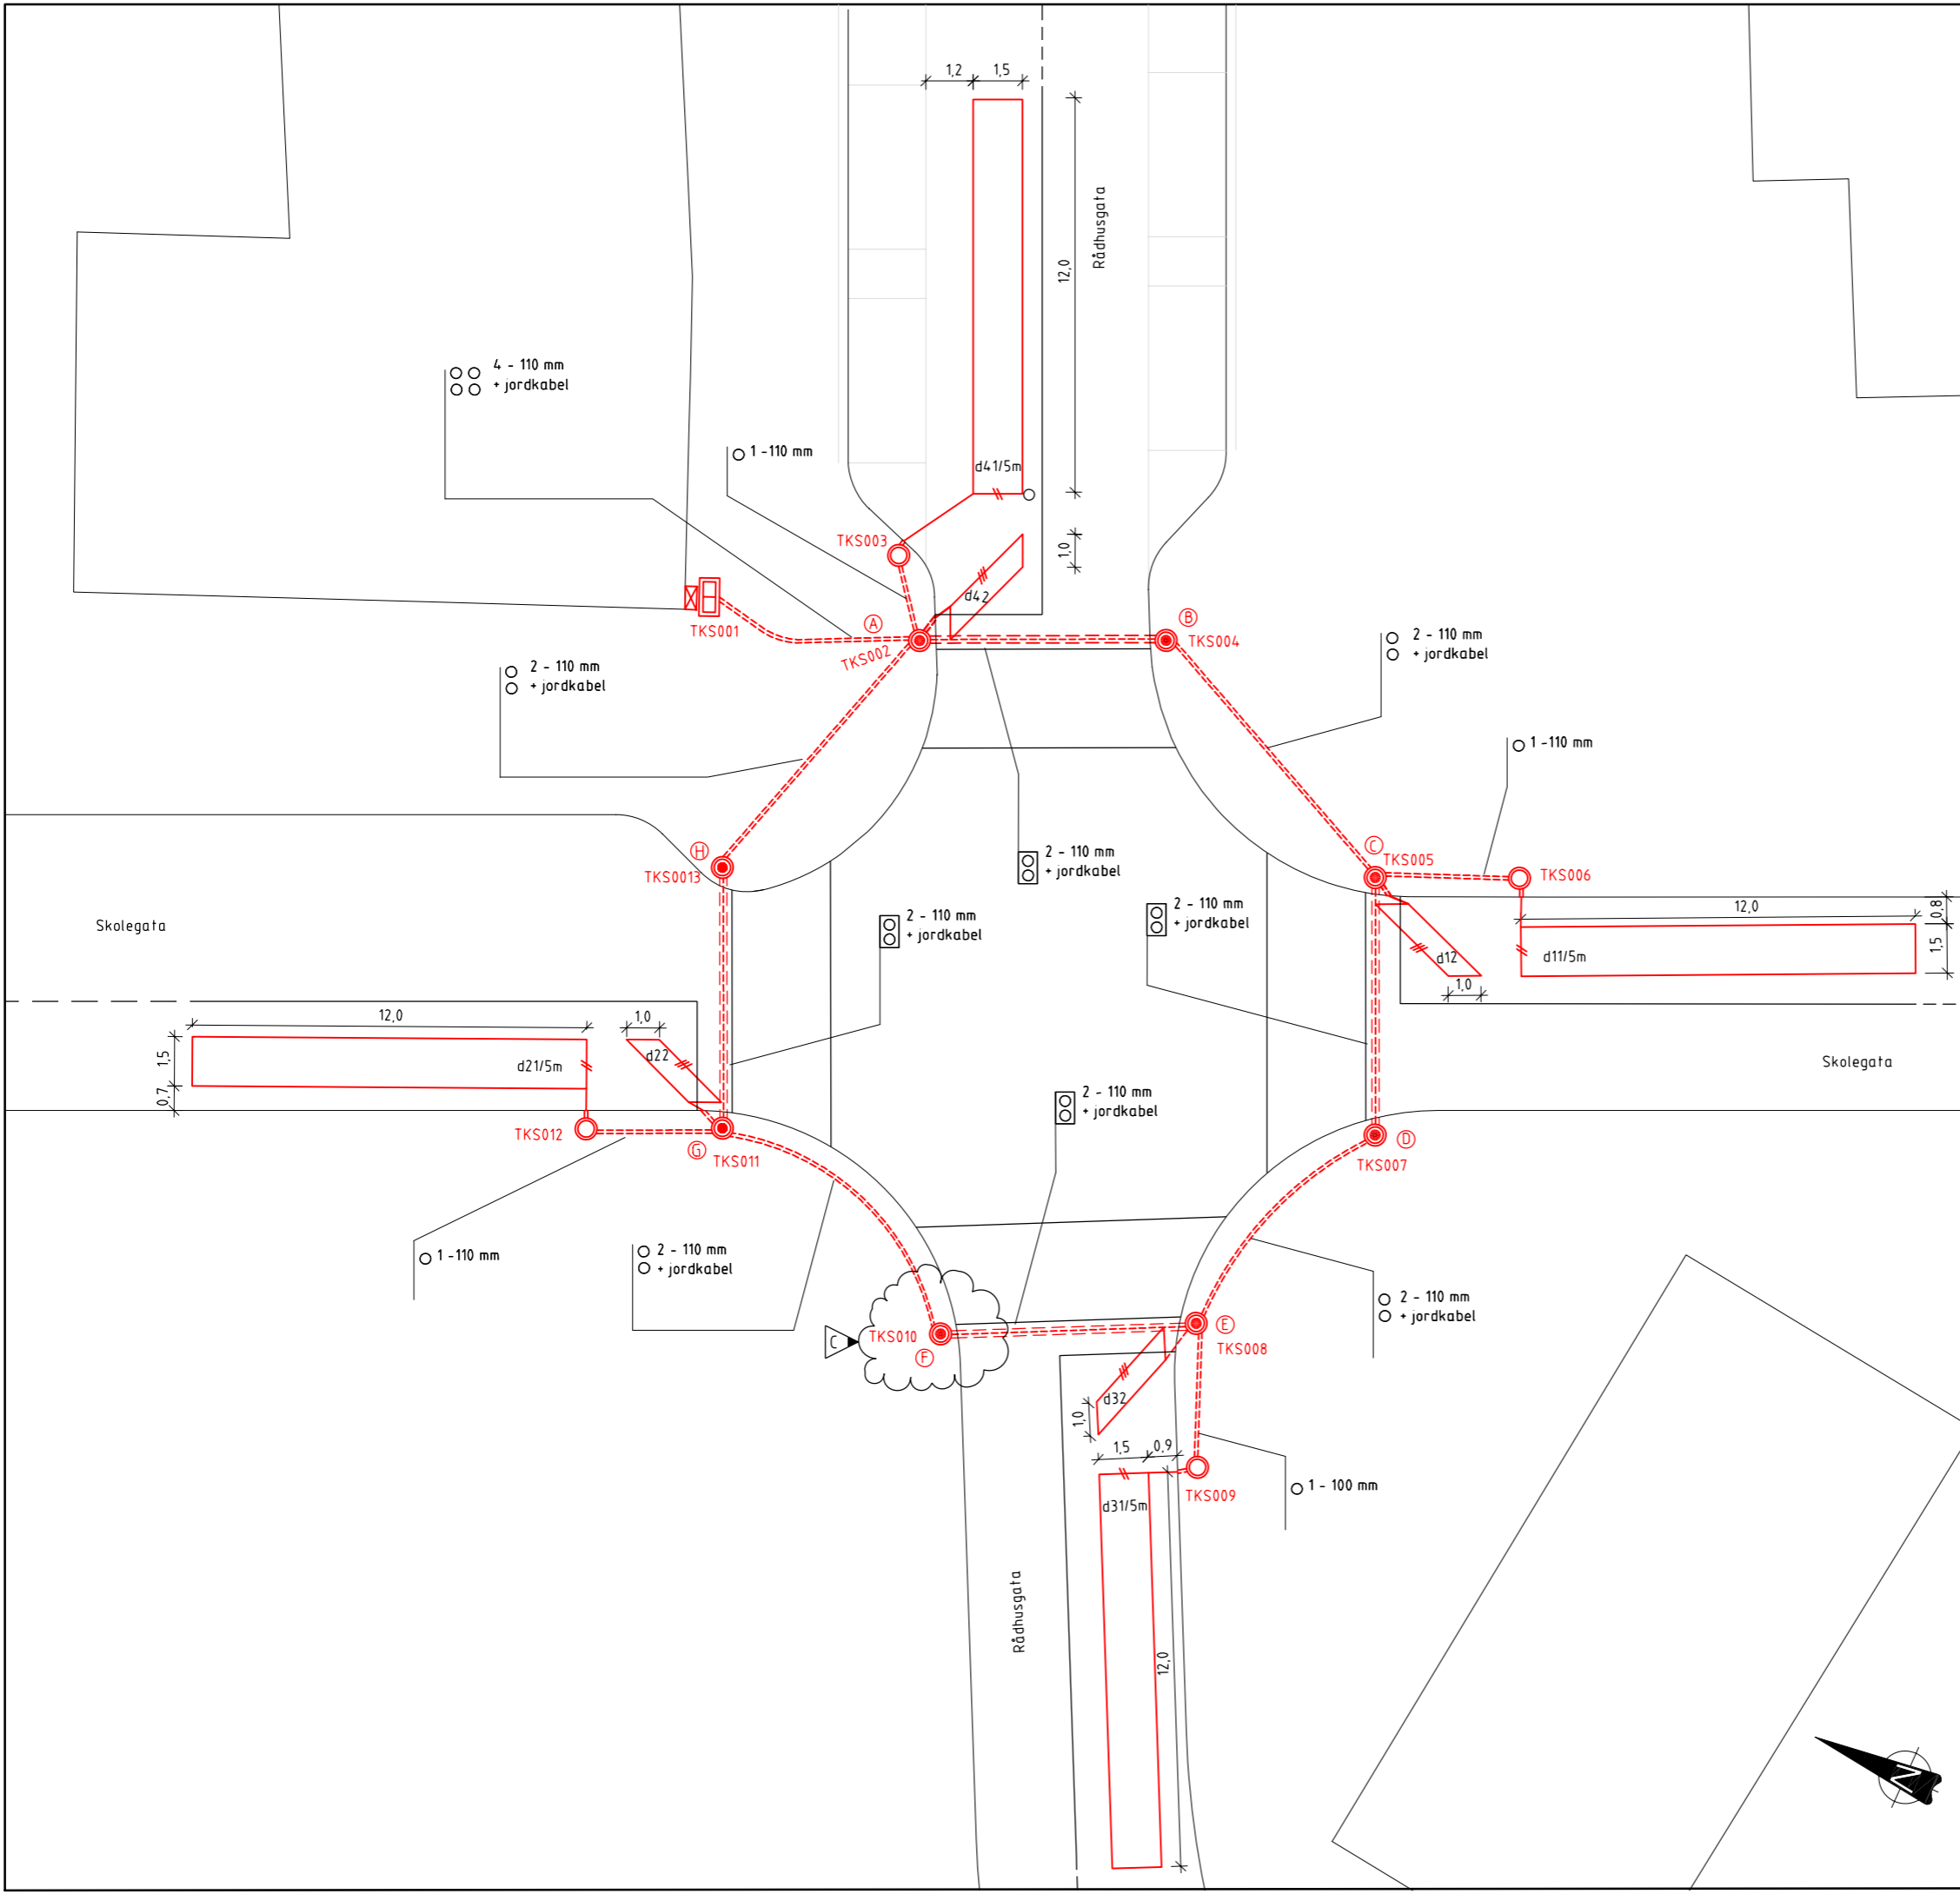 1,2
1,5
Rådhusgata
12,0
4 - 110 mm
+ jordkabel
1 -110 mm
d41/5m
TKS003
1,0
d42
TKS001
A
TKS002
B
TKS004
2 - 110 mm
+ jordkabel
2 - 110 mm
+ jordkabel
1 -110 mm
H
TKS0013
C
TKS005
TKS006
2 - 110 mm
+ jordkabel
Skolegata
2 - 110 mm
+ jordkabel
2 - 110 mm
+ jordkabel
12,0
0,8
1,5
d12
d11/5m
1,0
12,0
1,0
1,5
d21/5m
d22
0,7
Skolegata
2 - 110 mm
+ jordkabel
TKS012
G
TKS011
D
TKS007
1 -110 mm
2 - 110 mm
+ jordkabel
2 - 110 mm
+ jordkabel
C
TKS010
F
E
TKS008
d32
1,0
1,5
0,9
TKS009
1 - 100 mm
d31/5m
Rådhusgata
12,0
N